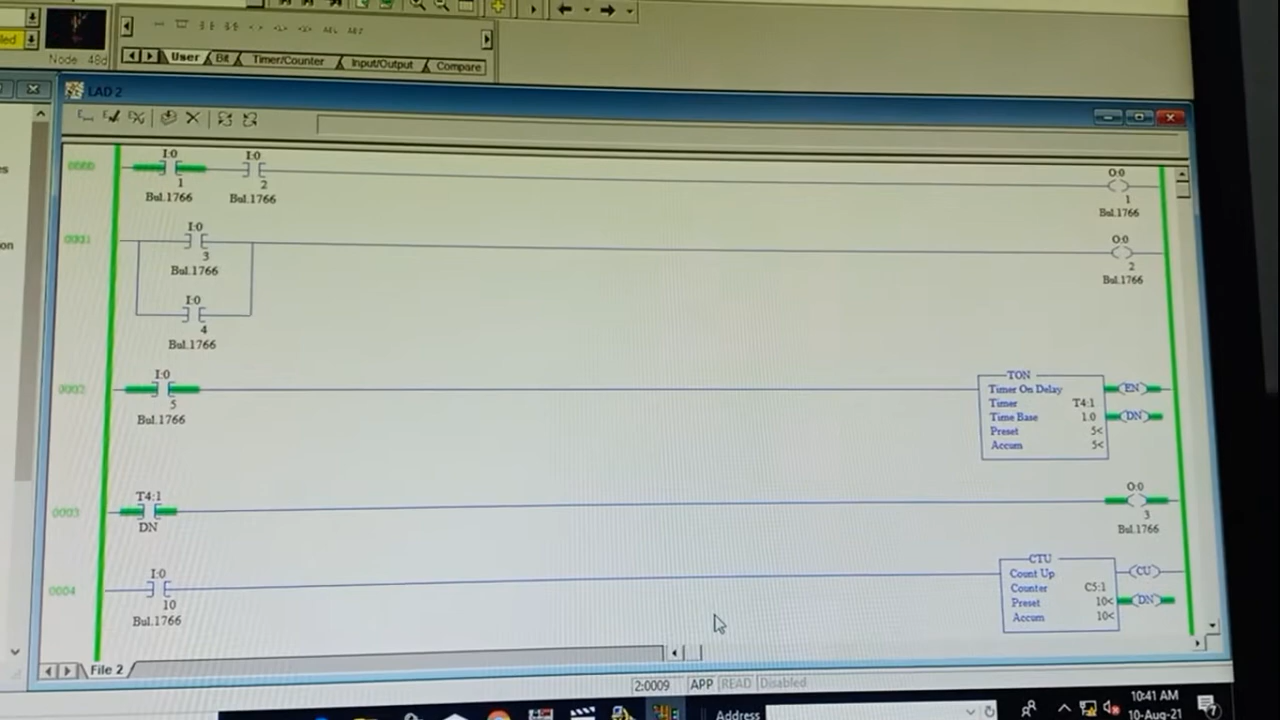 led
Node 48d
User Bit Timer/Counter Input/Output Compare
LAD 2
0000
I:0
1
Bul.1766
I:0
2
Bul.1766
O:0
1
Bul.1766
0001
I:0
3
Bul.1766
I:0
4
Bul.1766
O:0
2
Bul.1766
0002
I:0
5
Bul.1766
TON
Timer On Delay
Timer T4:1
Time Base 1.0
Preset 5<
Accum 5<
EN
DN
0003
T4:1
DN
O:0
3
Bul.1766
0004
I:0
10
Bul.1766
CTU
Count Up
Counter C5:1
Preset 10<
Accum 10<
CU
DN
es
on
File 2
2:0009 APP READ Disabled
Address
10:41 AM
10-Aug-21
7